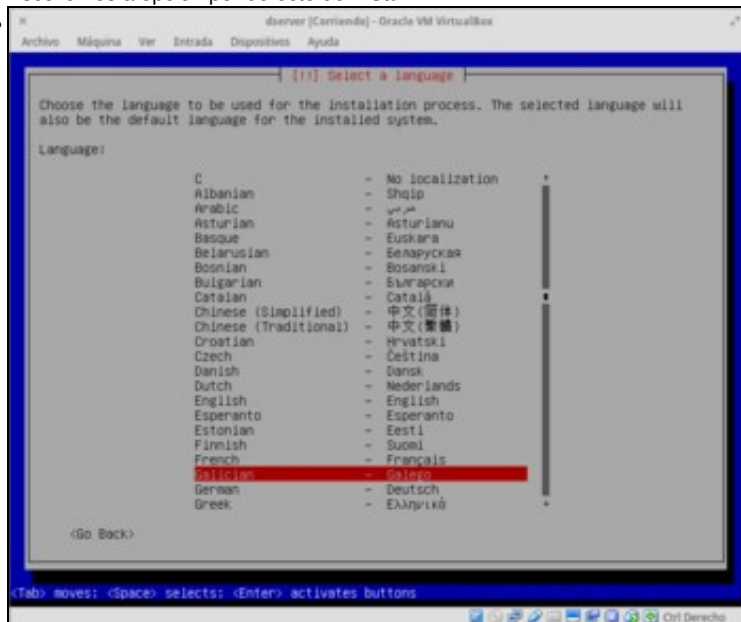 dserver [Corriendo] - Oracle VM VirtualBox
Archivo Máquina Ver Entrada Dispositivos Ayuda
[!!] Select a language
Choose the language to be used for the installation process. The selected language will
also be the default language for the installed system.
Language:
C - No localization
Albanian - Shqip
Arabic - عربي
Asturian - Asturianu
Basque - Euskara
Belarusian - Беларуская
Bosnian - Bosanski
Bulgarian - Български
Catalan - Català
Chinese (Simplified) - 中文(简体)
Chinese (Traditional) - 中文(繁體)
Croatian - Hrvatski
Czech - Čeština
Danish - Dansk
Dutch - Nederlands
English - English
Esperanto - Esperanto
Estonian - Eesti
Finnish - Suomi
French - Français
Galician - Galego
German - Deutsch
Greek - Ελληνικά
<Go Back>
<Tab> moves; <Space> selects; <Enter> activates buttons
Ctrl Derecho